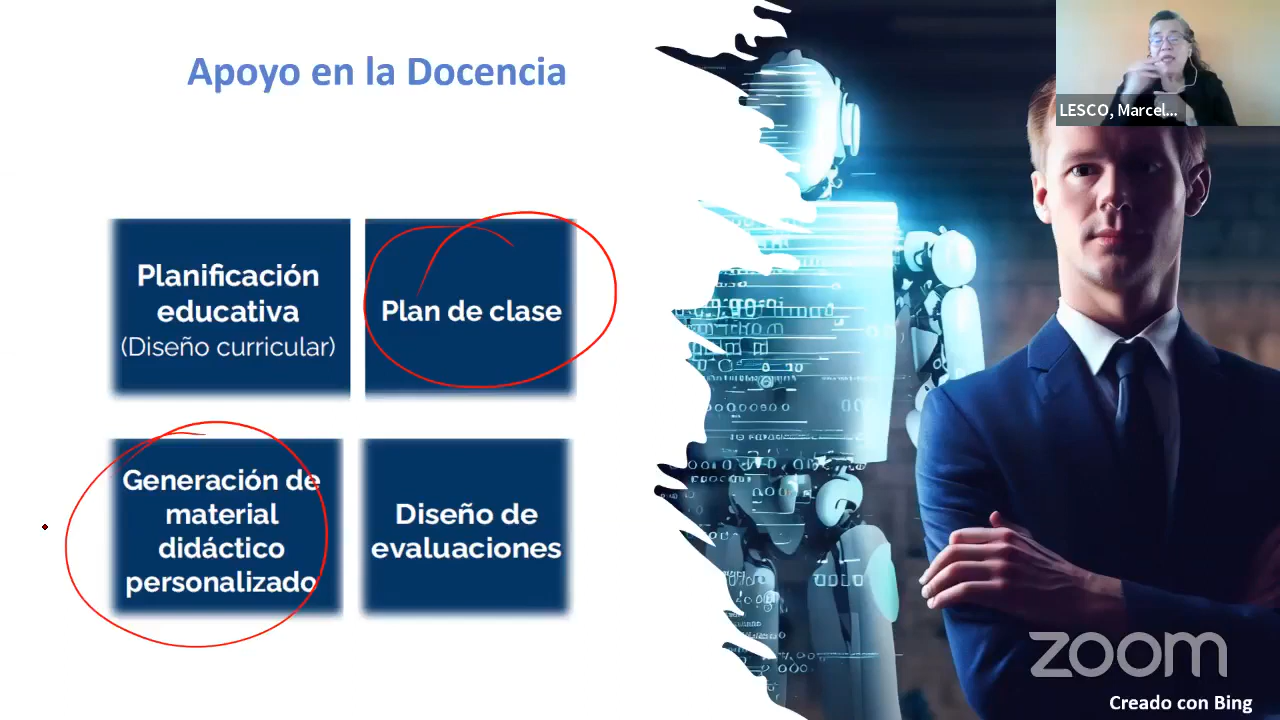 Apoyo en la Docencia
LESCO, Marcel...
Planificación
educativa
(Diseño curricular)
Plan de clase
Generación de
material
didáctico
personalizado
Diseño de
evaluaciones
zoom
Creado con Bing